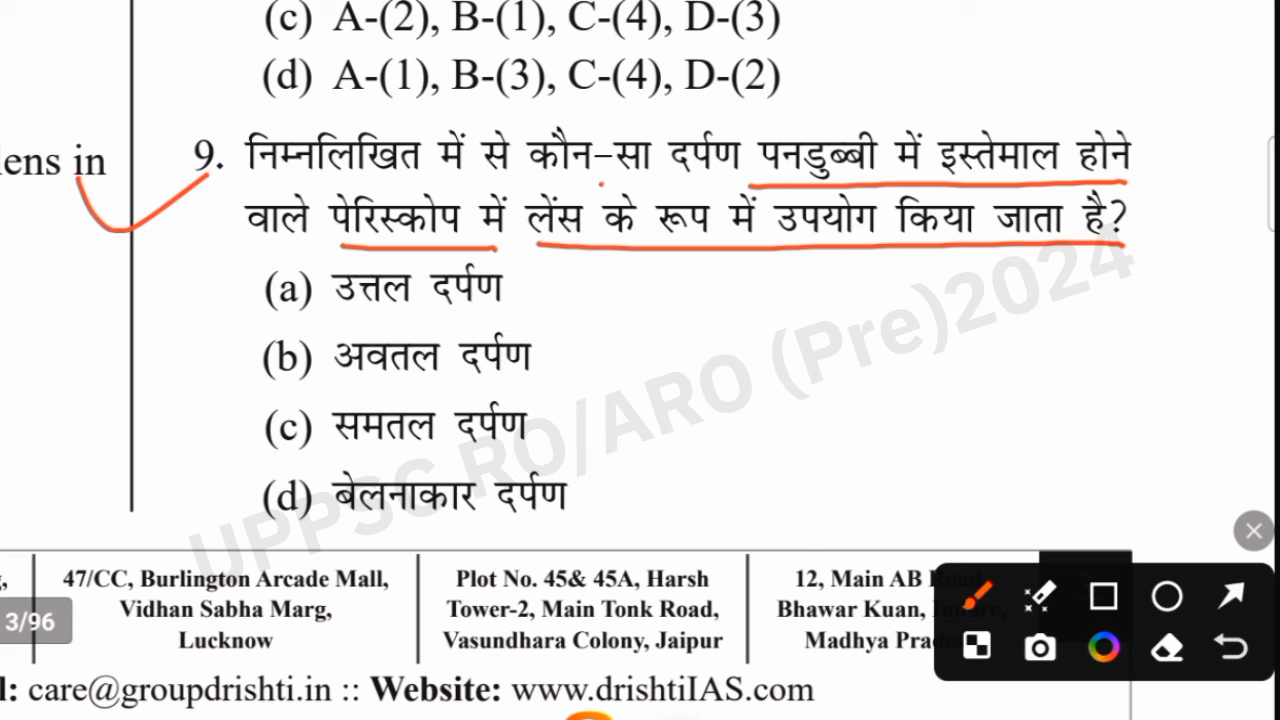 (c) A-(2), B-(1), C-(4), D-(3)
(d) A-(1), B-(3), C-(4), D-(2)
lens in
9. निम्नलिखित में से कौन-सा दर्पण पनडुब्बी में इस्तेमाल होने
वाले पेरिस्कोप में लेंस के रूप में उपयोग किया जाता है?
(a) उत्तल दर्पण
(b) अवतल दर्पण
(c) समतल दर्पण
(d) बेलनाकार दर्पण
UPPSC RO/ARO (Pre)2024
47/CC, Burlington Arcade Mall,
Vidhan Sabha Marg,
Lucknow
Plot No. 45& 45A, Harsh
Tower-2, Main Tonk Road,
Vasundhara Colony, Jaipur
12, Main AB Road,
Bhawar Kuan, Indore,
Madhya Prad
3/96
l: care@groupdrishti.in :: Website: www.drishtiIAS.com